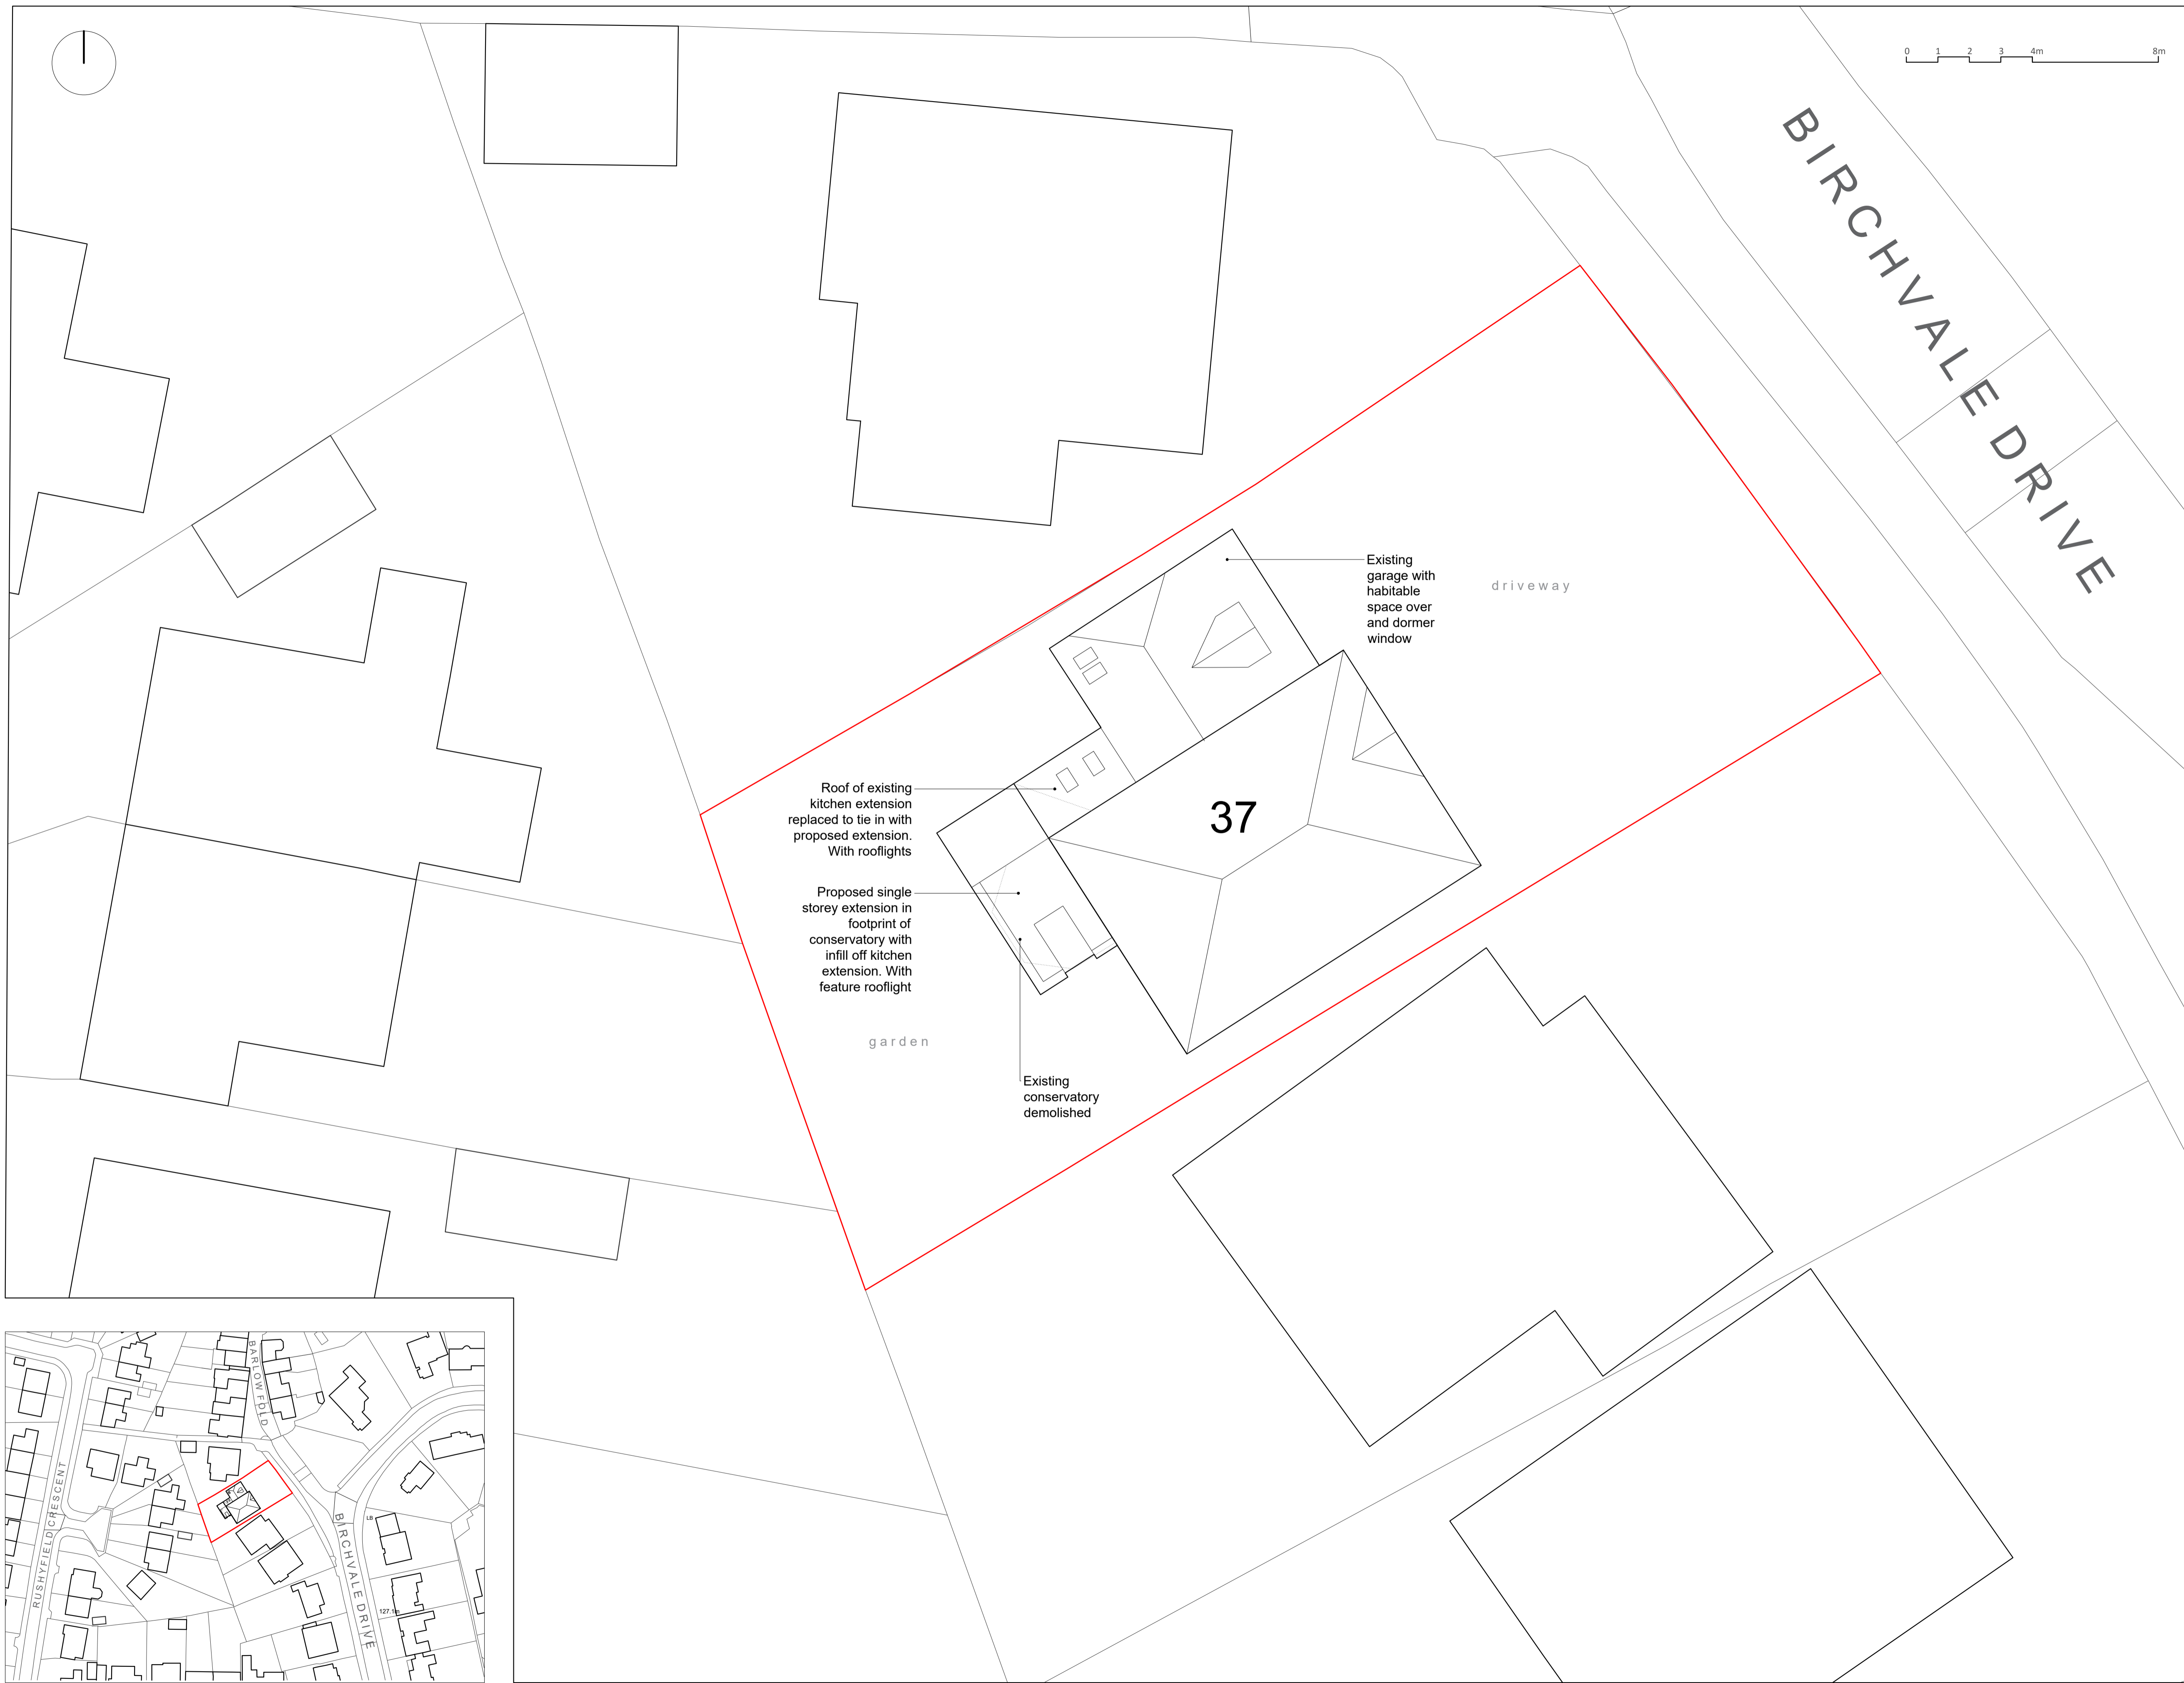 0 1 2 3 4m 8m
BIRCHVALE DRIVE
Existing
garage with
habitable
space over
and dormer
window
driveway
Roof of existing
kitchen extension
replaced to tie in with
proposed extension.
With rooflights
37
Proposed single
storey extension in
footprint of
conservatory with
infill off kitchen
extension. With
feature rooflight
garden
Existing
conservatory
demolished
BARLOW FOLD
RUSHYFIELD CRESCENT
LB
BIRCHVALE DRIVE
127.1m